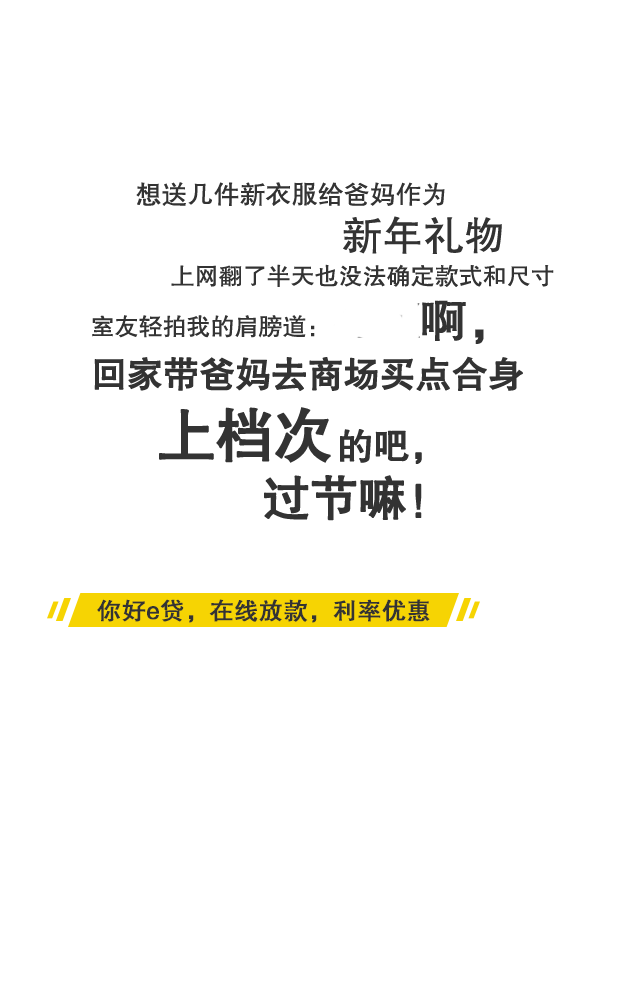 想送几件新衣服给爸妈作为
新年礼物
上网翻了半天也没法确定款式和尺寸
室友轻拍我的肩膀道： 啊，
回家带爸妈去商场买点合身
上档次的吧，
过节嘛！
你好e贷，在线放款，利率优惠